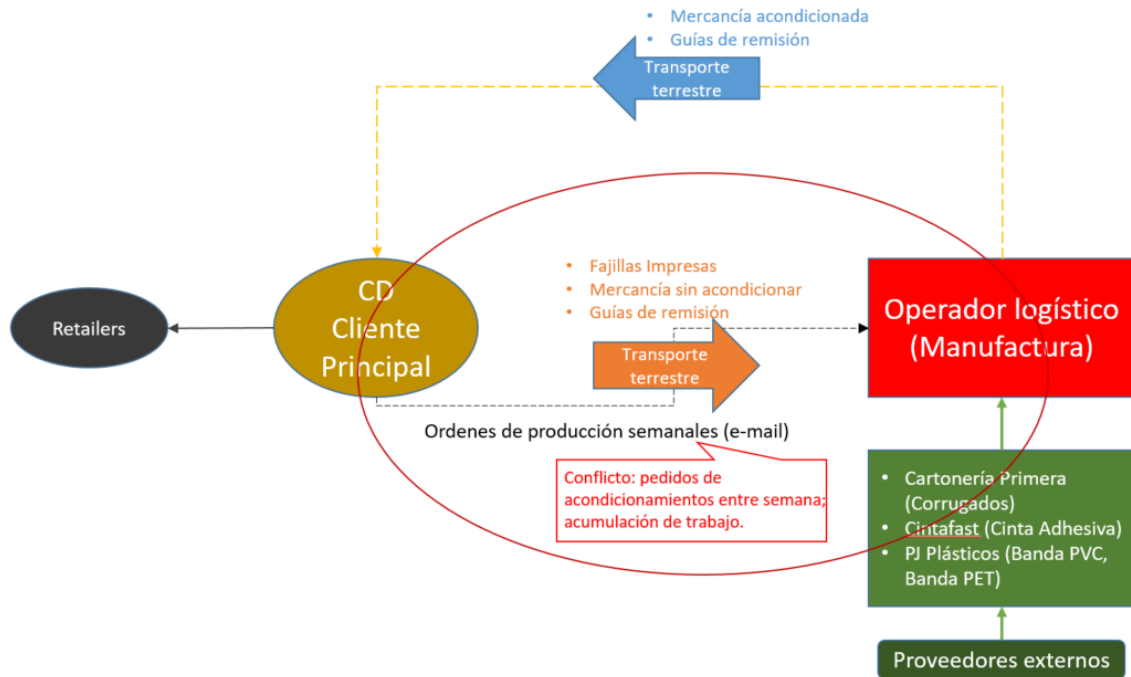 • Mercancía acondicionada
• Guías de remisión
Transporte
terrestre
Retailers
CD
Cliente
Principal
• Fajillas Impresas
• Mercancía sin acondicionar
• Guías de remisión
Transporte
terrestre
Operador logístico
(Manufactura)
Ordenes de producción semanales (e-mail)
Conflicto: pedidos de
acondicionamientos entre semana;
acumulación de trabajo.
• Cartonería Primera
(Corrugados)
• Cintafast (Cinta Adhesiva)
• PJ Plásticos (Banda PVC,
Banda PET)
Proveedores externos